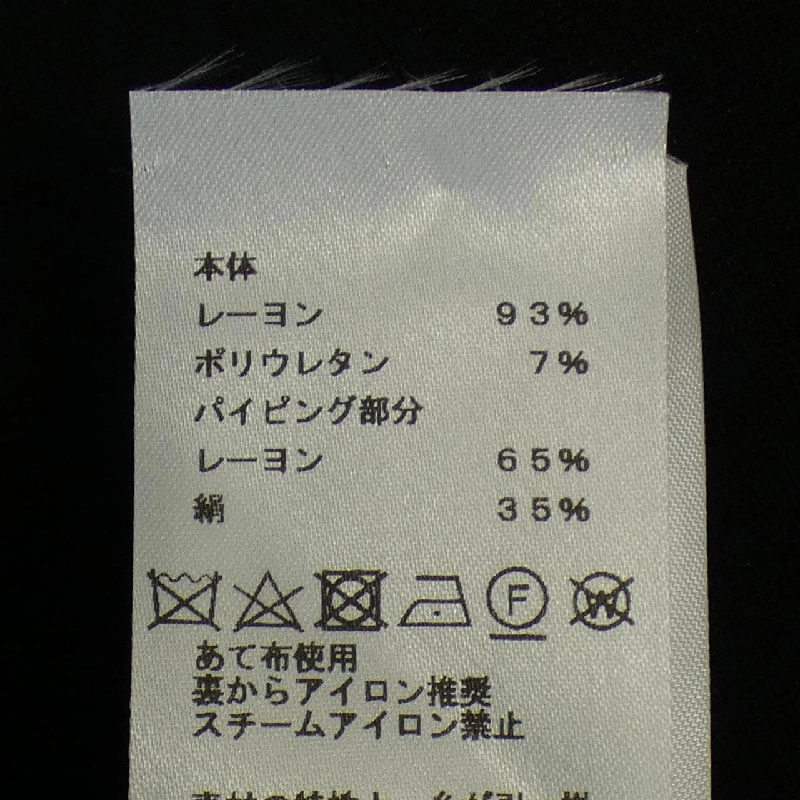 本体
レーヨン 93%
ポリウレタン 7%
パイピング部分
レーヨン 65%
絹 35%
F W
あて布使用
裏からアイロン推奨
スチームアイロン禁止